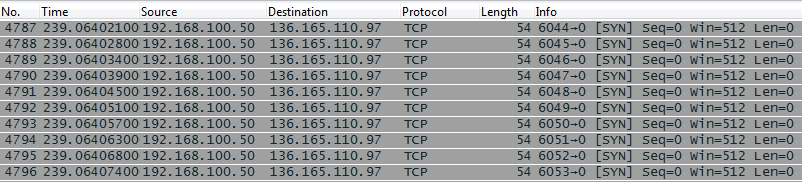 No. Time Source Destination Protocol Length Info
4787 239.06402100 192.168.100.50 136.165.110.97 TCP 54 6044→0 [SYN] Seq=0 Win=512 Len=0
4788 239.06402800 192.168.100.50 136.165.110.97 TCP 54 6045→0 [SYN] Seq=0 Win=512 Len=0
4789 239.06403400 192.168.100.50 136.165.110.97 TCP 54 6046→0 [SYN] Seq=0 Win=512 Len=0
4790 239.06403900 192.168.100.50 136.165.110.97 TCP 54 6047→0 [SYN] Seq=0 Win=512 Len=0
4791 239.06404500 192.168.100.50 136.165.110.97 TCP 54 6048→0 [SYN] Seq=0 Win=512 Len=0
4792 239.06405100 192.168.100.50 136.165.110.97 TCP 54 6049→0 [SYN] Seq=0 Win=512 Len=0
4793 239.06405700 192.168.100.50 136.165.110.97 TCP 54 6050→0 [SYN] Seq=0 Win=512 Len=0
4794 239.06406300 192.168.100.50 136.165.110.97 TCP 54 6051→0 [SYN] Seq=0 Win=512 Len=0
4795 239.06406800 192.168.100.50 136.165.110.97 TCP 54 6052→0 [SYN] Seq=0 Win=512 Len=0
4796 239.06407400 192.168.100.50 136.165.110.97 TCP 54 6053→0 [SYN] Seq=0 Win=512 Len=0